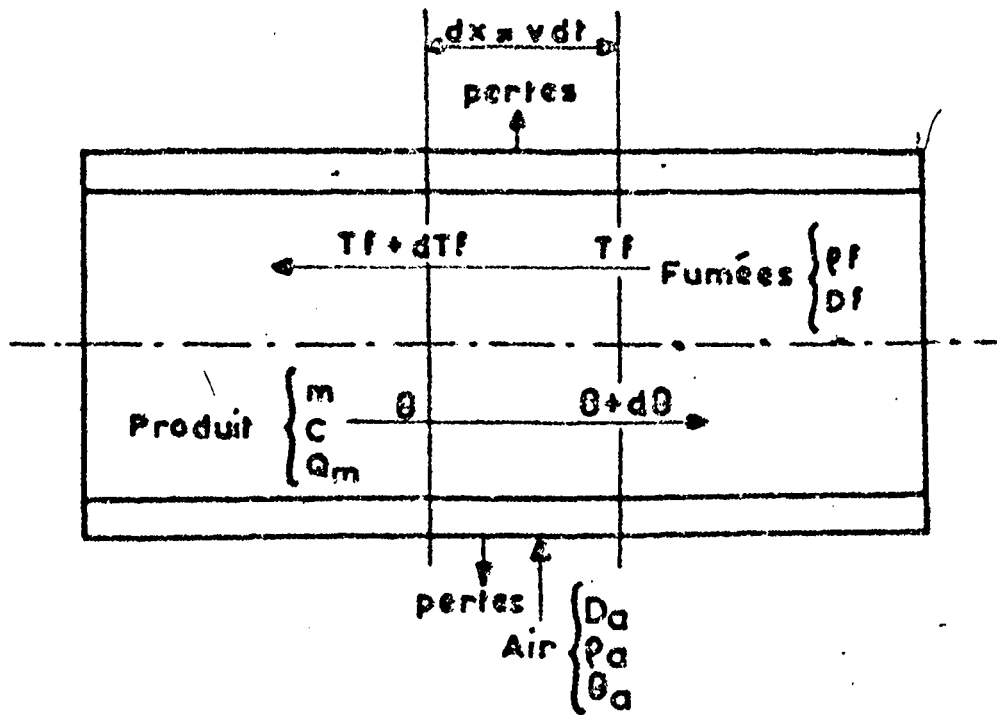 dx = vdt
pertes
Tf + dTf
Tf
Fumées { ρf
Df
Produit { m
C
Qm
θ
θ+dθ
pertes
Air { Da
ρa
θa